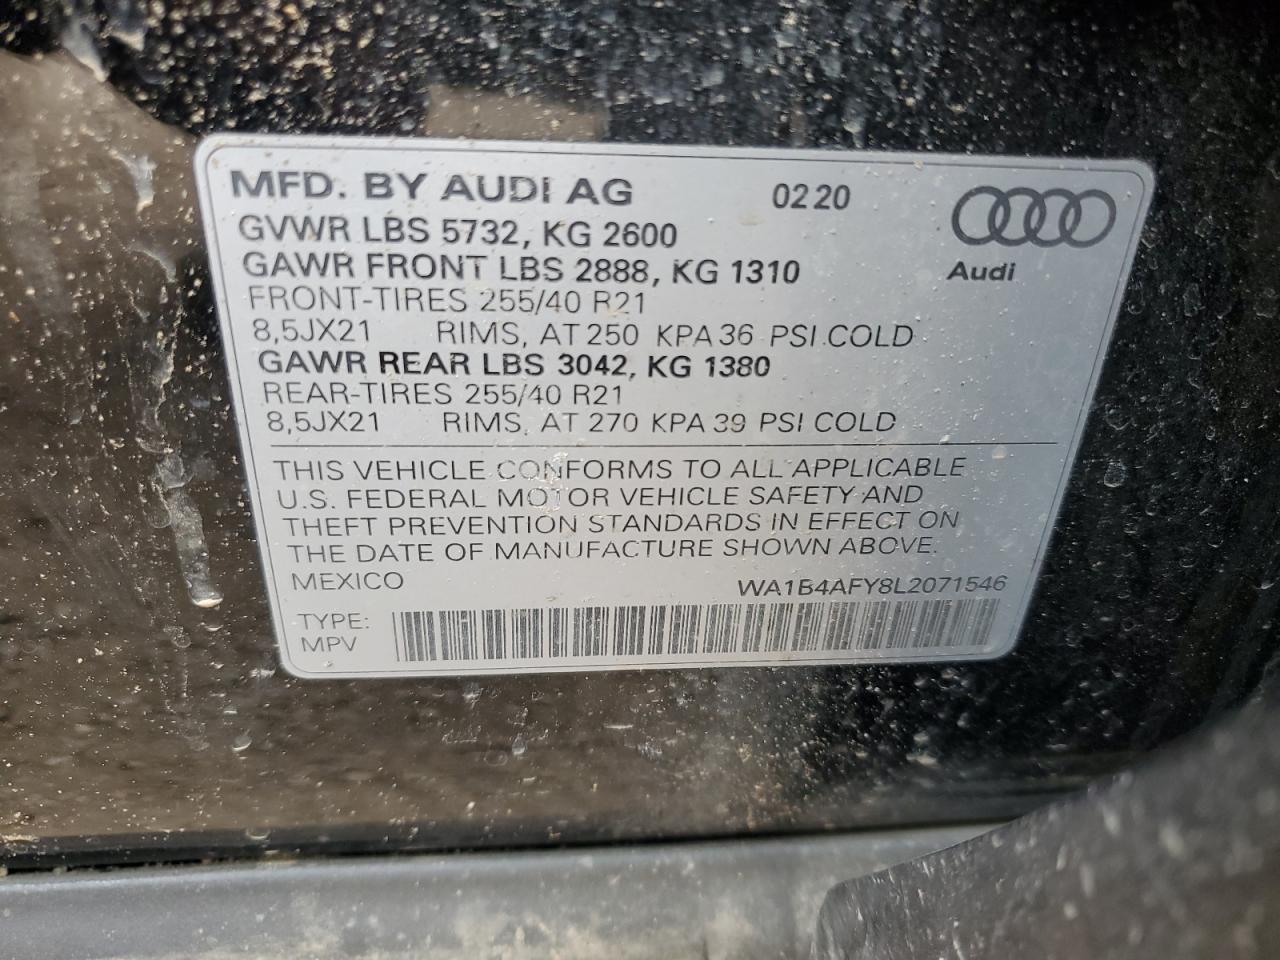 MFD. BY AUDI AG 02 20
GVWR LBS 5732, KG 2600
GAWR FRONT LBS 2888, KG 1310
Audi
FRONT-TIRES 255/40 R21
8,5JX21 RIMS, AT 250 KPA 36 PSI COLD
GAWR REAR LBS 3042, KG 1380
REAR-TIRES 255/40 R21
8,5JX21 RIMS, AT 270 KPA 39 PSI COLD
THIS VEHICLE CONFORMS TO ALL APPLICABLE
U.S. FEDERAL MOTOR VEHICLE SAFETY AND
THEFT PREVENTION STANDARDS IN EFFECT ON
THE DATE OF MANUFACTURE SHOWN ABOVE.
MEXICO WA1B4AFY8L2071546
TYPE:
MPV